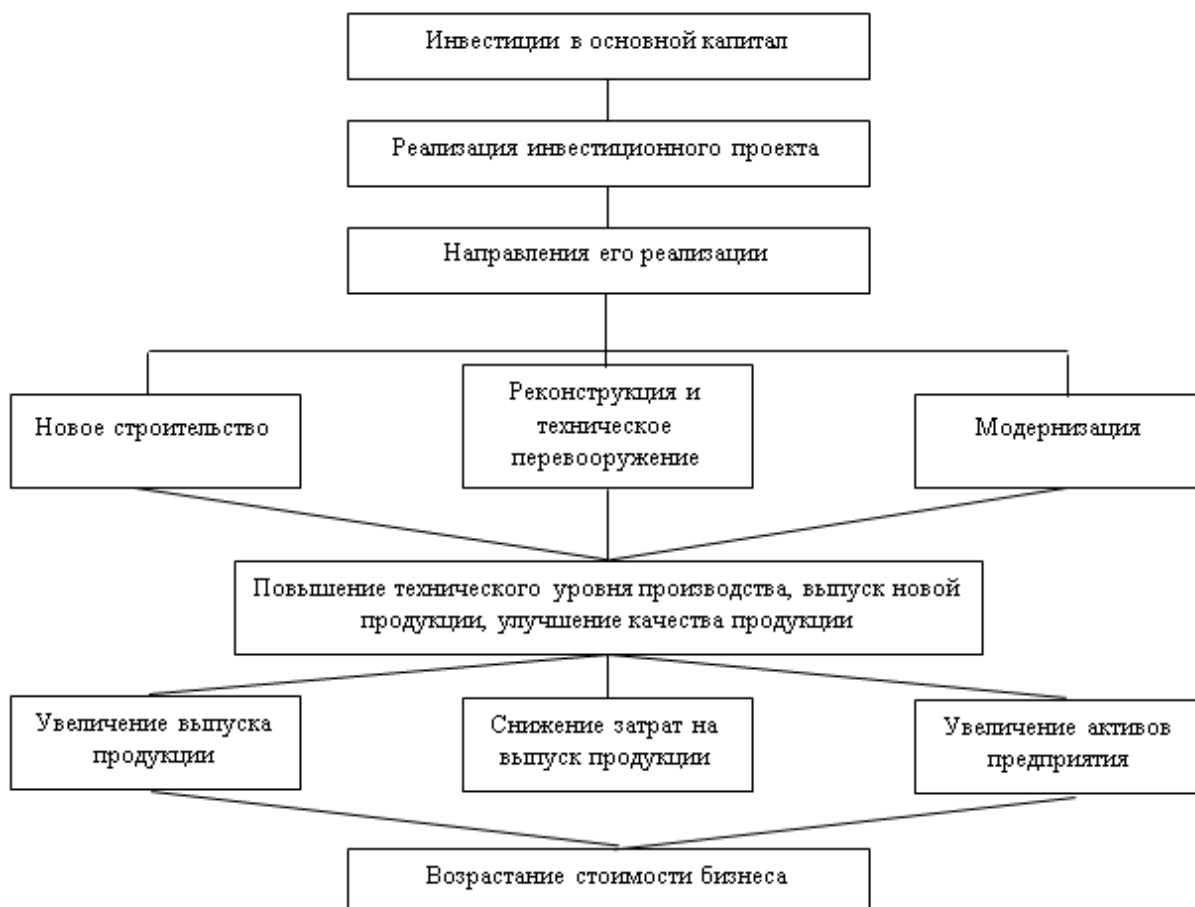 Инвестиции в основной капитал
Реализация инвестиционного проекта
Направления его реализации
Новое строительство
Реконструкция и
техническое
перевооружение
Модернизация
Повышение технического уровня производства, выпуск новой
продукции, улучшение качества продукции
Увеличение выпуска
продукции
Снижение затрат на
выпуск продукции
Увеличение активов
предприятия
Возрастание стоимости бизнеса